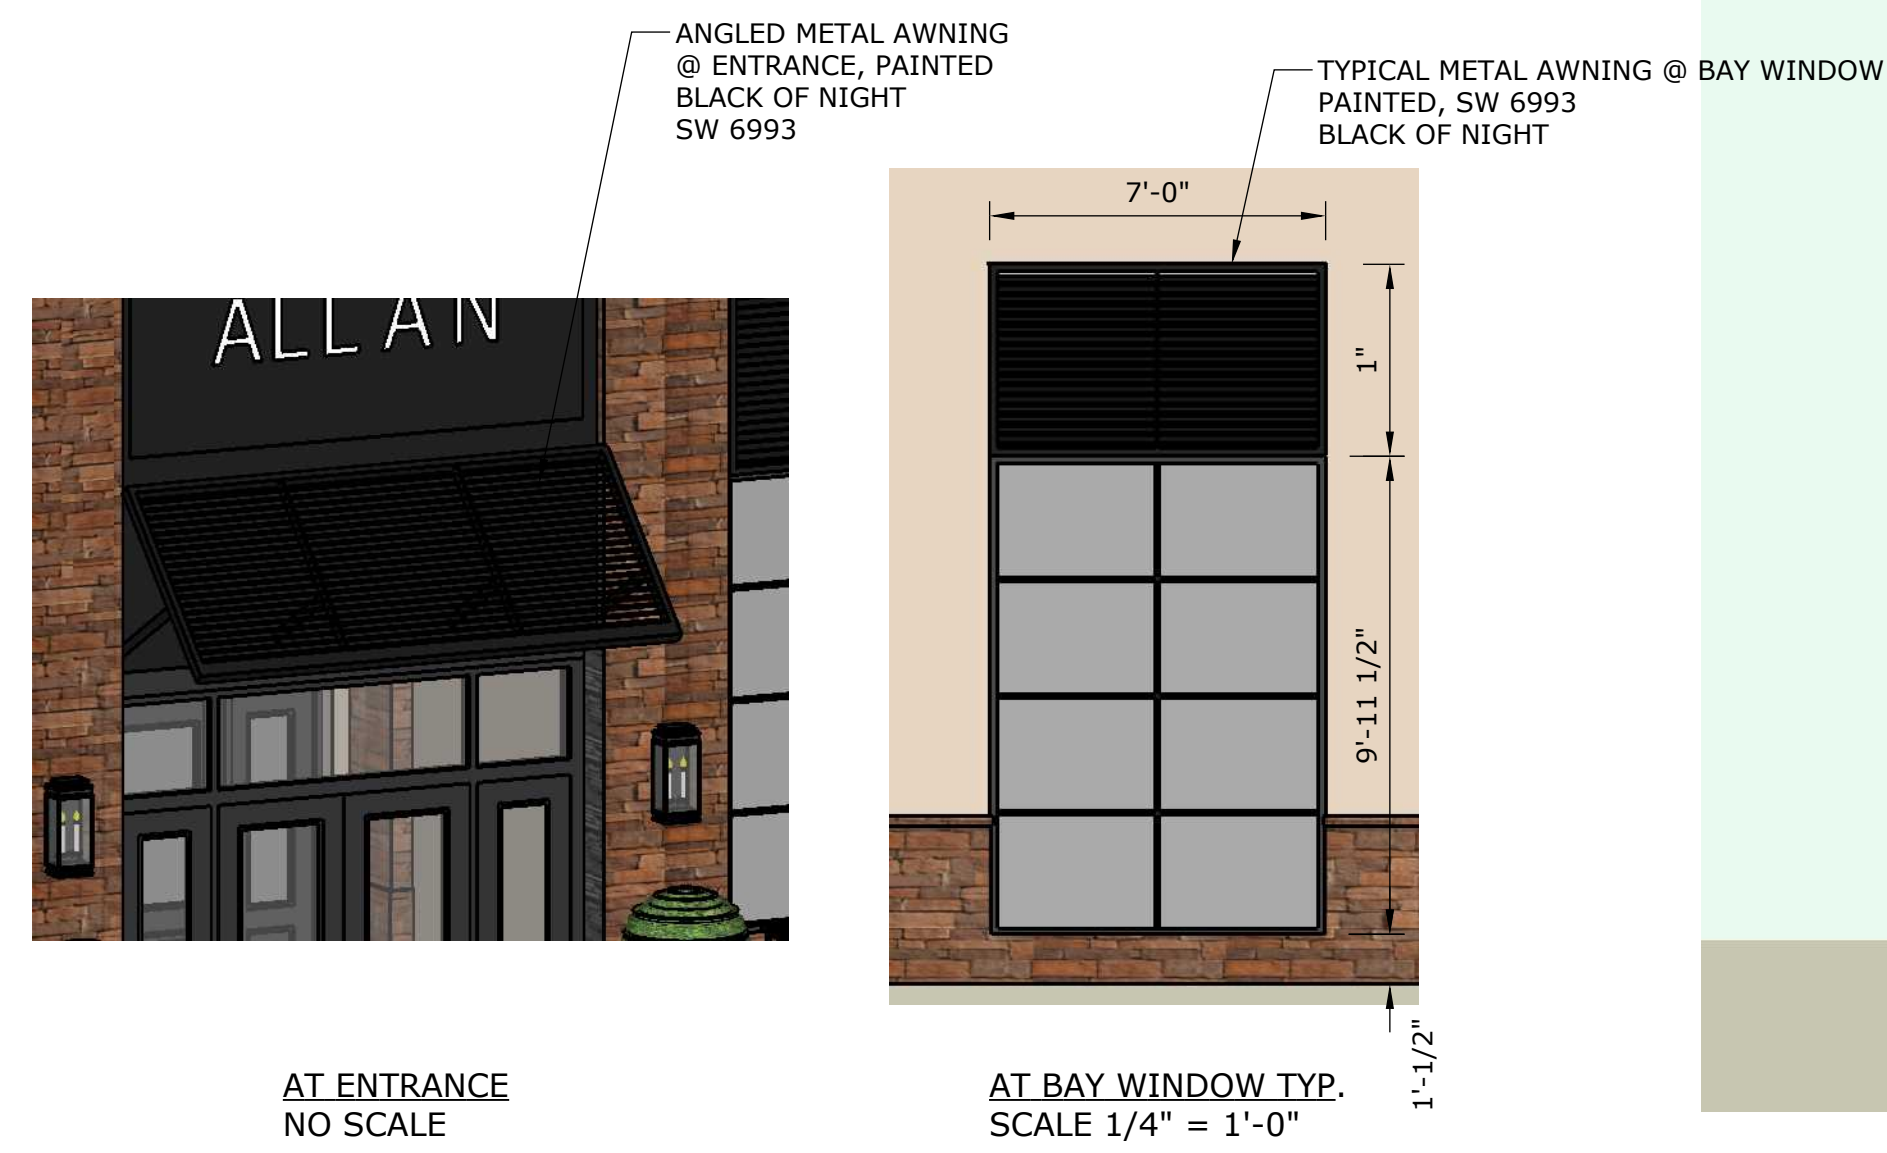 ANGLED METAL AWNING
@ ENTRANCE, PAINTED
BLACK OF NIGHT
SW 6993
TYPICAL METAL AWNING @ BAY WINDOW
PAINTED, SW 6993
BLACK OF NIGHT
7'-0"
ALLAN
1"
9'-11 1/2"
1'-1/2"
AT ENTRANCE
NO SCALE
AT BAY WINDOW TYP.
SCALE 1/4" = 1'-0"